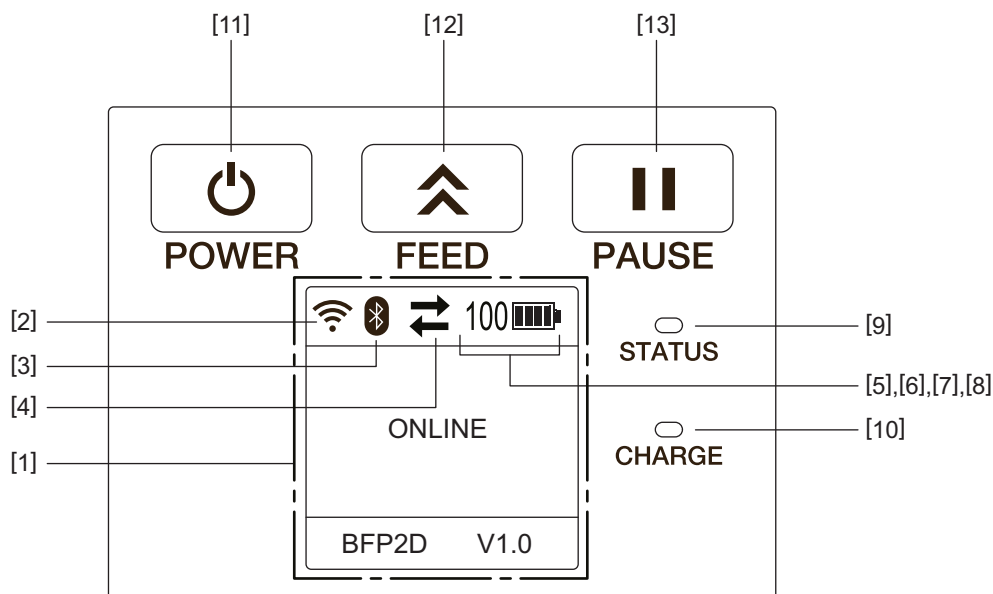 [11] [12] [13]
POWER FEED PAUSE
[2] 100 [9]
STATUS
[3] [5],[6],[7],[8]
[4] ONLINE [10]
CHARGE
[1]
BFP2D V1.0